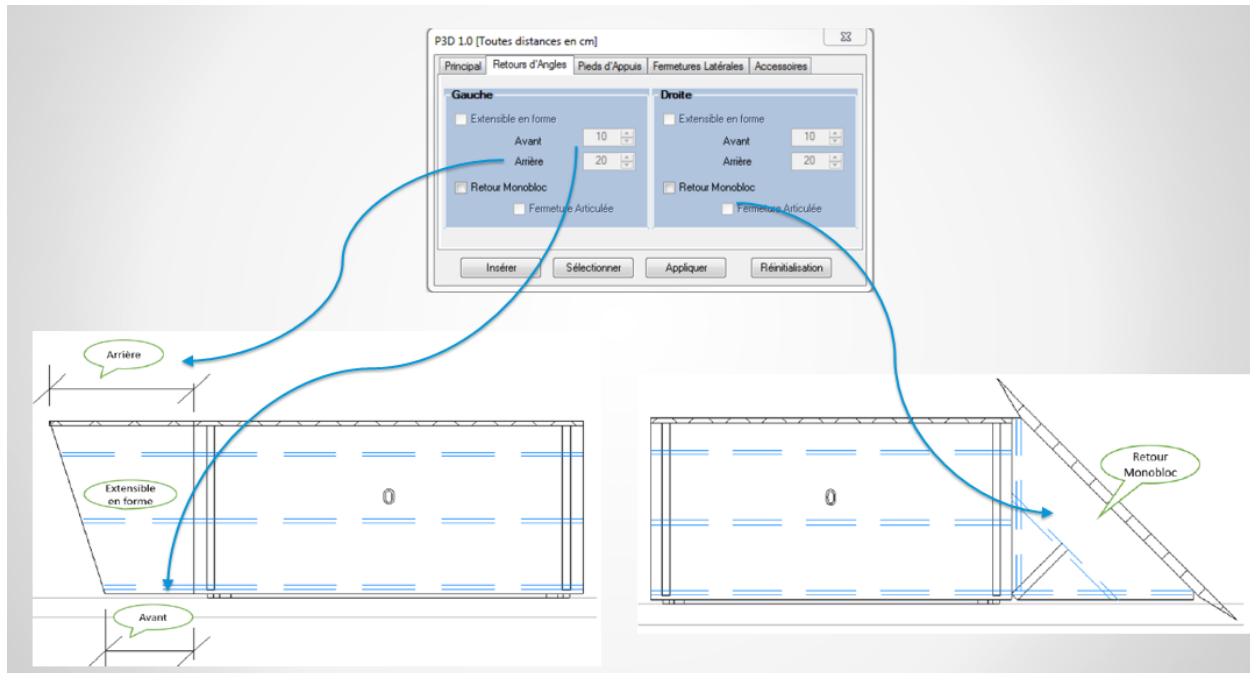 P3D 1.0 [Toutes distances en cm]
Principal Retours d'Angles Pieds d'Appuis Fermetures Latérales Accessoires
Gauche
Extensible en forme
Avant 10
Arrière 20
Retour Monobloc
Fermeture Articulée
Droite
Extensible en forme
Avant 10
Arrière 20
Retour Monobloc
Fermeture Articulée
Insérer Sélectionner Appliquer Réinitialisation
Arrière
Extensible
en forme
Avant
Retour
Monobloc